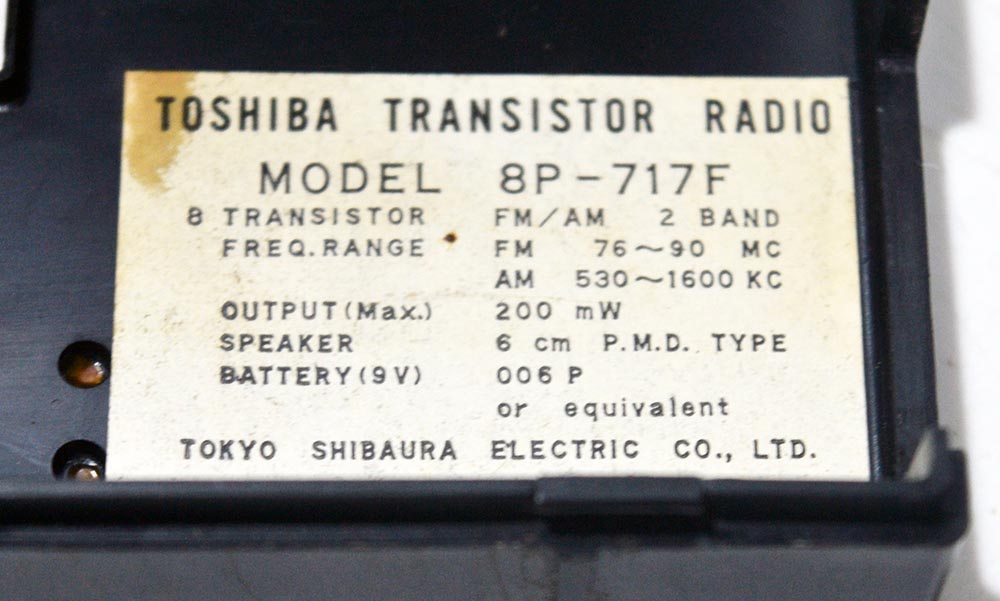 TOSHIBA TRANSISTOR RADIO
MODEL 8P-717F
8 TRANSISTOR FM/AM 2 BAND
FREQ.RANGE FM 76~90 MC
AM 530~1600 KC
OUTPUT(Max.) 200 mW
SPEAKER 6 cm P.M.D. TYPE
BATTERY(9V) 006P
or equivalent
TOKYO SHIBAURA ELECTRIC CO., LTD.